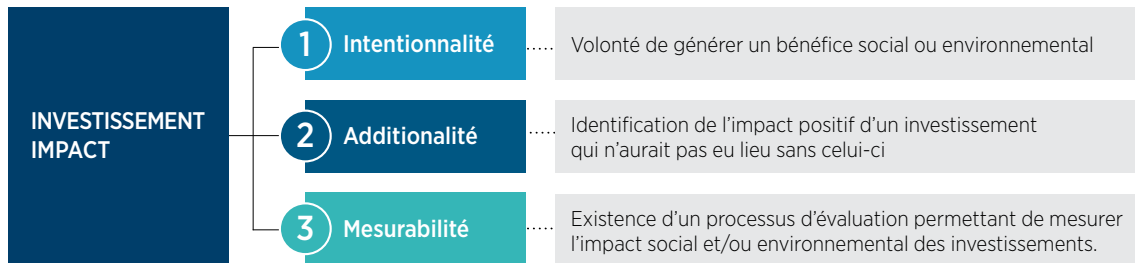 INVESTISSEMENT
IMPACT
1 Intentionnalité
Volonté de générer un bénéfice social ou environnemental
2 Additionalité
Identification de l’impact positif d’un investissement
qui n’aurait pas eu lieu sans celui-ci
3 Mesurabilité
Existence d’un processus d’évaluation permettant de mesurer
l’impact social et/ou environnemental des investissements.